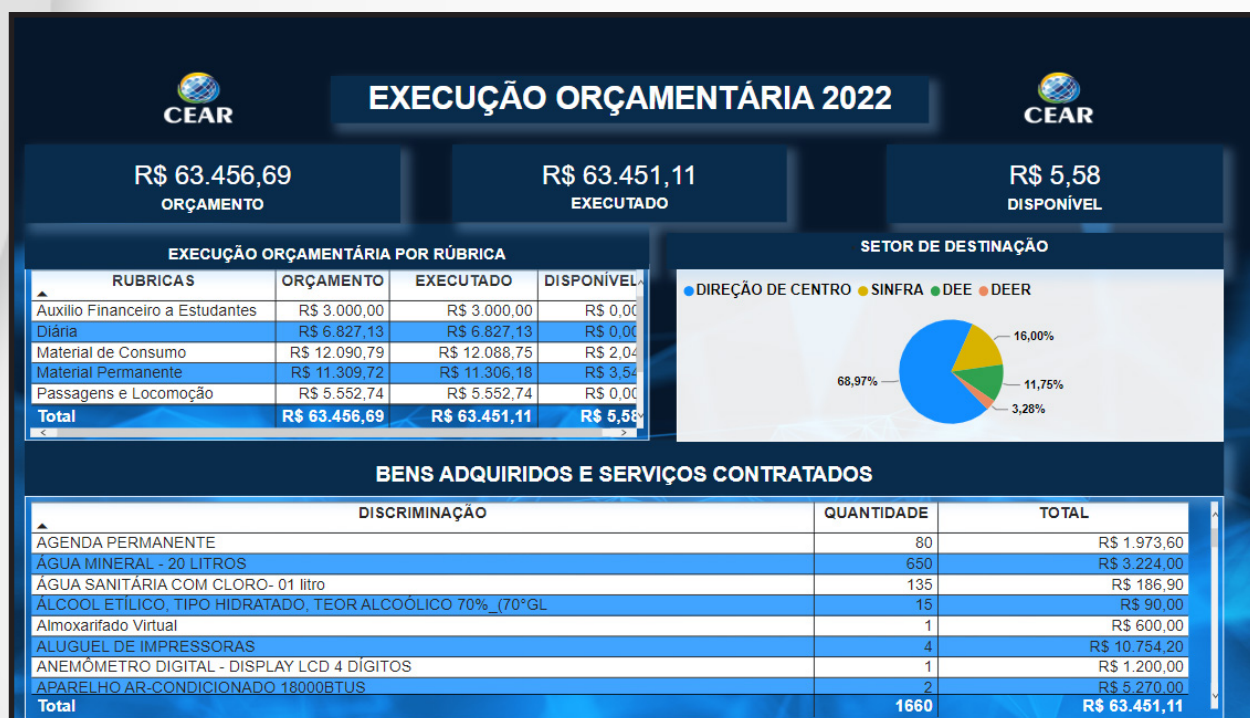 CEAR
EXECUÇÃO ORÇAMENTÁRIA 2022
CEAR
R$ 63.456,69
ORÇAMENTO
R$ 63.451,11
EXECUTADO
R$ 5,58
DISPONÍVEL
EXECUÇÃO ORÇAMENTÁRIA POR RÚBRICA
RUBRICAS ORÇAMENTO EXECUTADO DISPONÍVEL
Auxilio Financeiro a Estudantes R$ 3.000,00 R$ 3.000,00 R$ 0,00
Diária R$ 6.827,13 R$ 6.827,13 R$ 0,00
Material de Consumo R$ 12.090,79 R$ 12.088,75 R$ 2,04
Material Permanente R$ 11.309,72 R$ 11.306,18 R$ 3,54
Passagens e Locomoção R$ 5.552,74 R$ 5.552,74 R$ 0,00
Total R$ 63.456,69 R$ 63.451,11 R$ 5,58
SETOR DE DESTINAÇÃO
DIREÇÃO DE CENTRO SINFRA DEE DEER
16,00%
68,97%
11,75%
3,28%
BENS ADQUIRIDOS E SERVIÇOS CONTRATADOS
DISCRIMINAÇÃO QUANTIDADE TOTAL
AGENDA PERMANENTE 80 R$ 1.973,60
ÁGUA MINERAL - 20 LITROS 650 R$ 3.224,00
ÁGUA SANITÁRIA COM CLORO- 01 litro 135 R$ 186,90
ÁLCOOL ETÍLICO, TIPO HIDRATADO, TEOR ALCOÓLICO 70%_(70°GL 15 R$ 90,00
Almoxarifado Virtual 1 R$ 600,00
ALUGUEL DE IMPRESSORAS 4 R$ 10.754,20
ANEMÔMETRO DIGITAL - DISPLAY LCD 4 DÍGITOS 1 R$ 1.200,00
APARELHO AR-CONDICIONADO 18000BTUS 2 R$ 5.270,00
Total 1660 R$ 63.451,11